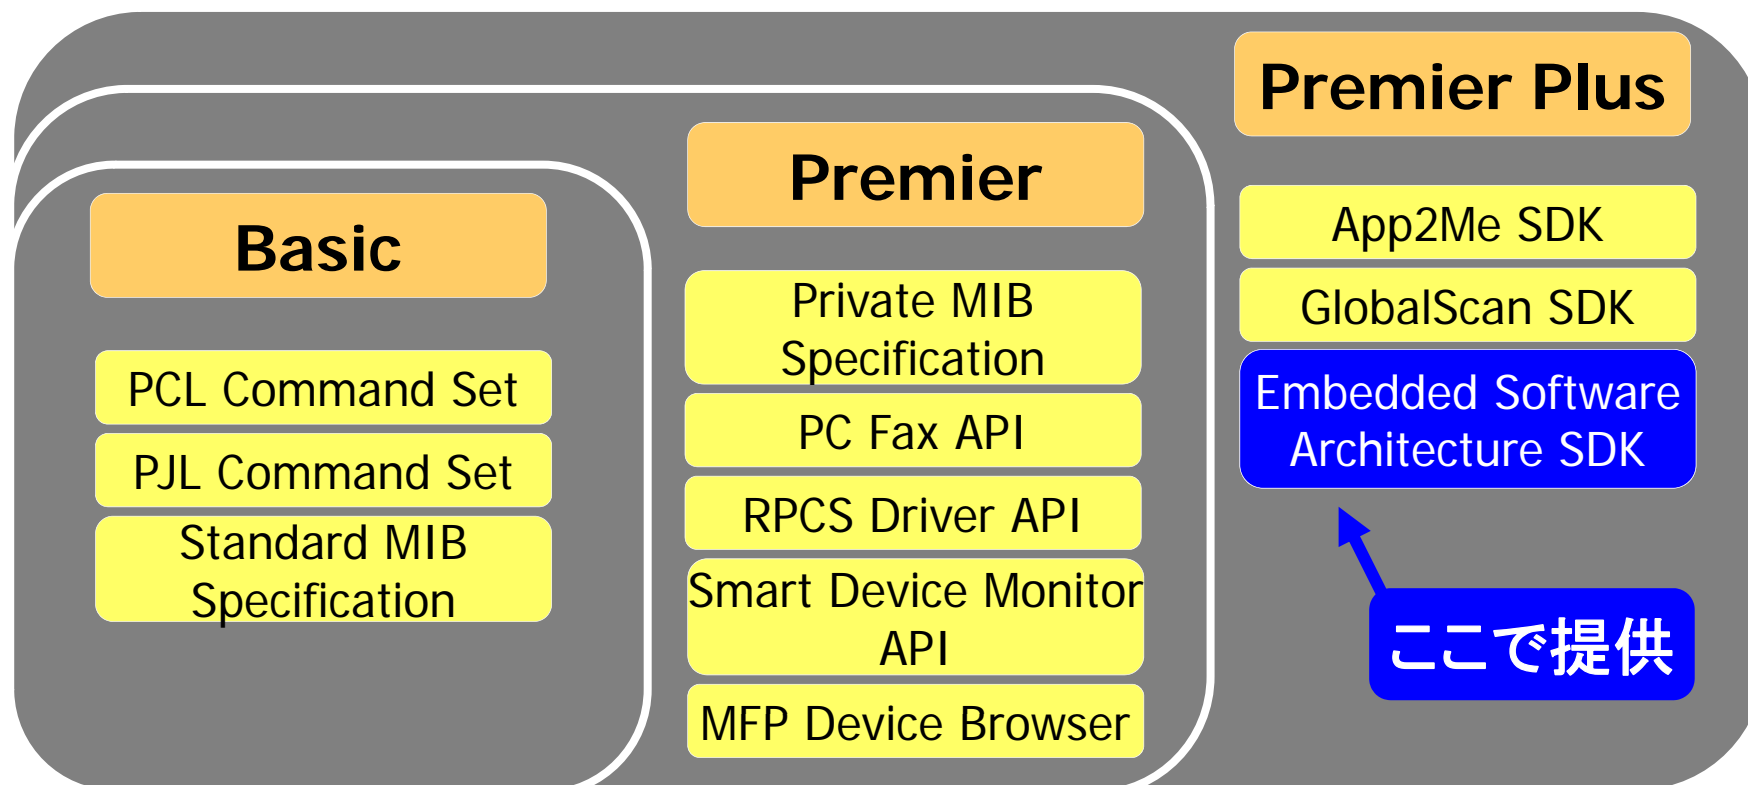 Basic
PCL Command Set
PJL Command Set
Standard MIB
Specification
Premier
Private MIB
Specification
PC Fax API
RPCS Driver API
Smart Device Monitor
API
MFP Device Browser
Premier Plus
App2Me SDK
GlobalScan SDK
Embedded Software
Architecture SDK
ここで提供